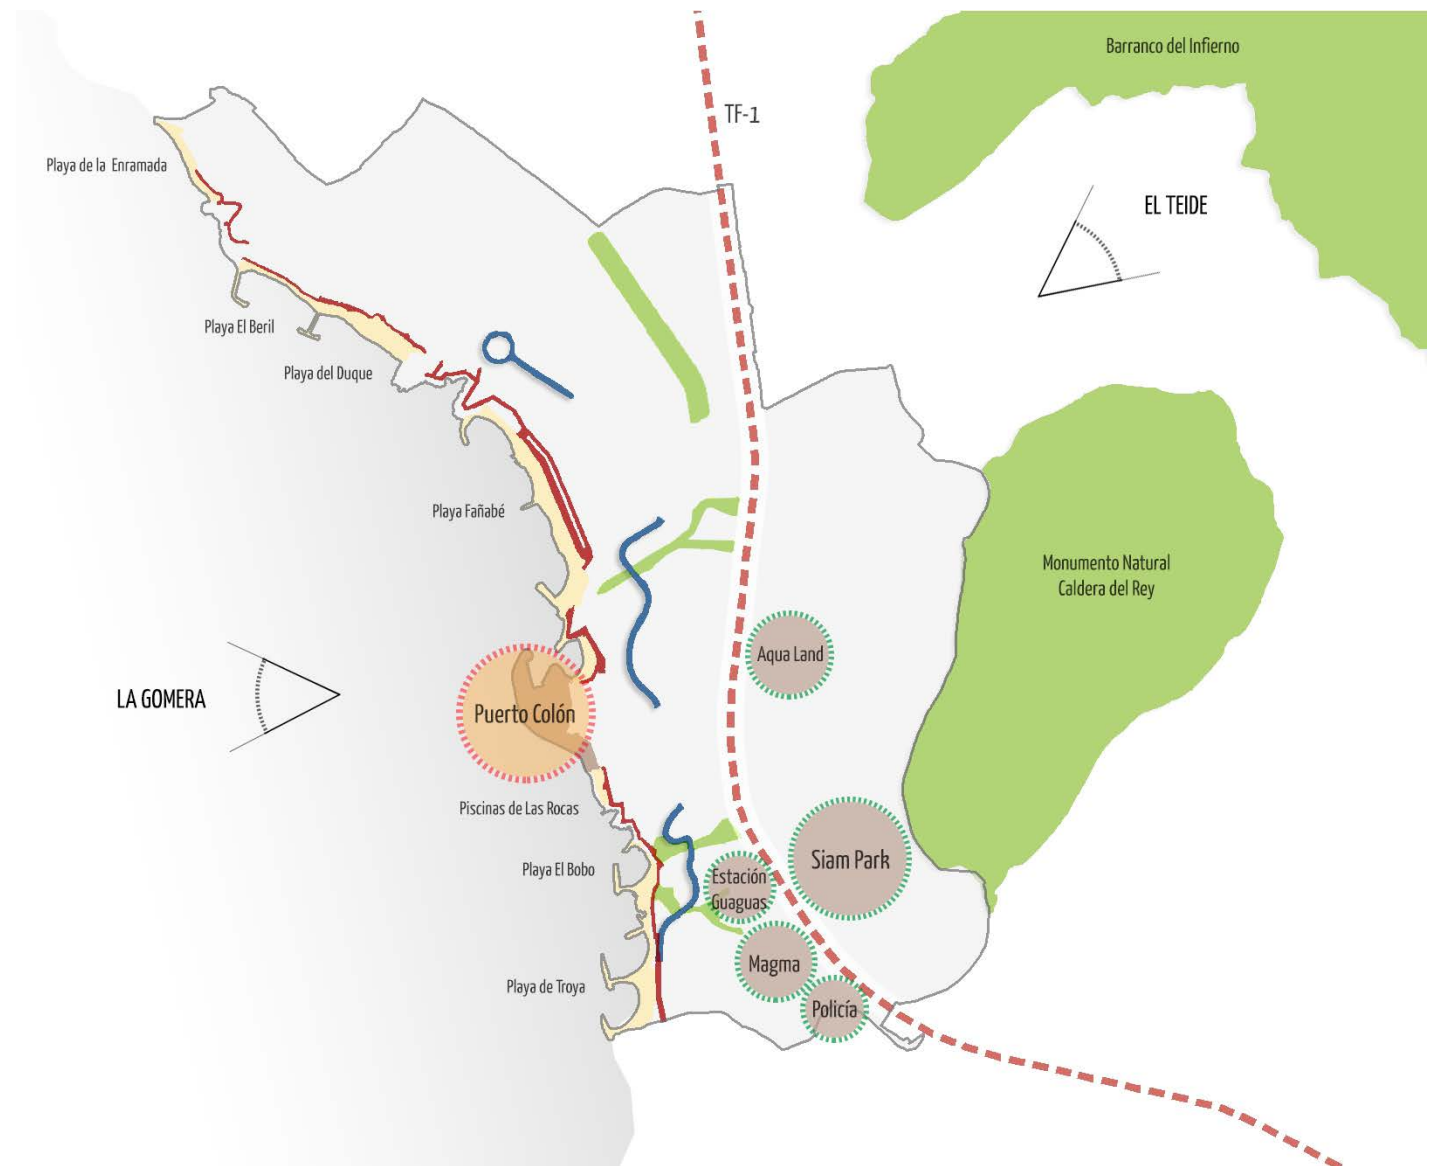 Barranco del Infierno
TF-1
Playa de la Enramada
EL TEIDE
Playa El Beril
Playa del Duque
Playa Fañabé
Monumento Natural
Caldera del Rey
Aqua Land
LA GOMERA
Puerto Colón
Piscinas de Las Rocas
Siam Park
Playa El Bobo
Estación
Guaguas
Magma
Playa de Troya
Policía